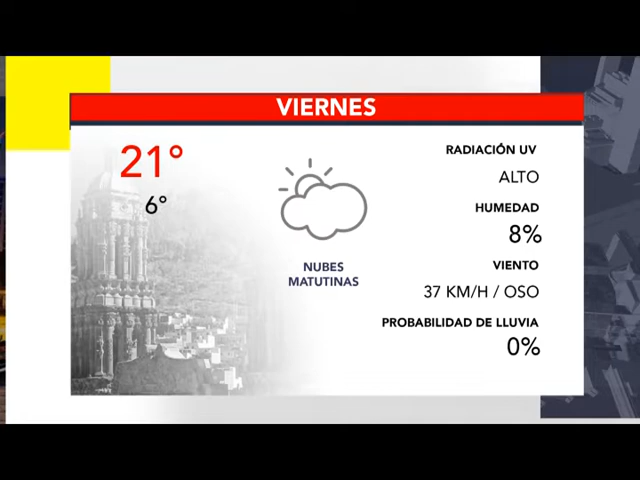 VIERNES
21°
6°
NUBES
MATUTINAS
RADIACIÓN UV
ALTO
HUMEDAD
8%
VIENTO
37 KM/H / OSO
PROBABILIDAD DE LLUVIA
0%